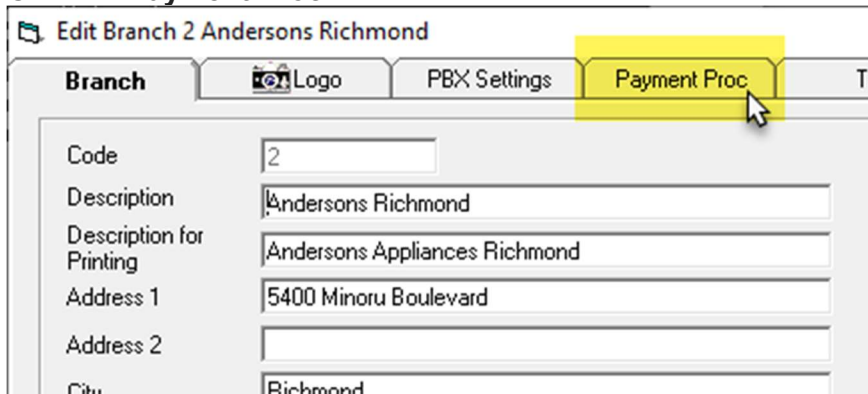 Edit Branch 2 Andersons Richmond
Branch Logo PBX Settings Payment Proc T
Code 2
Description Andersons Richmond
Description for
Printing Andersons Appliances Richmond
Address 1 5400 Minoru Boulevard
Address 2
City Richmond